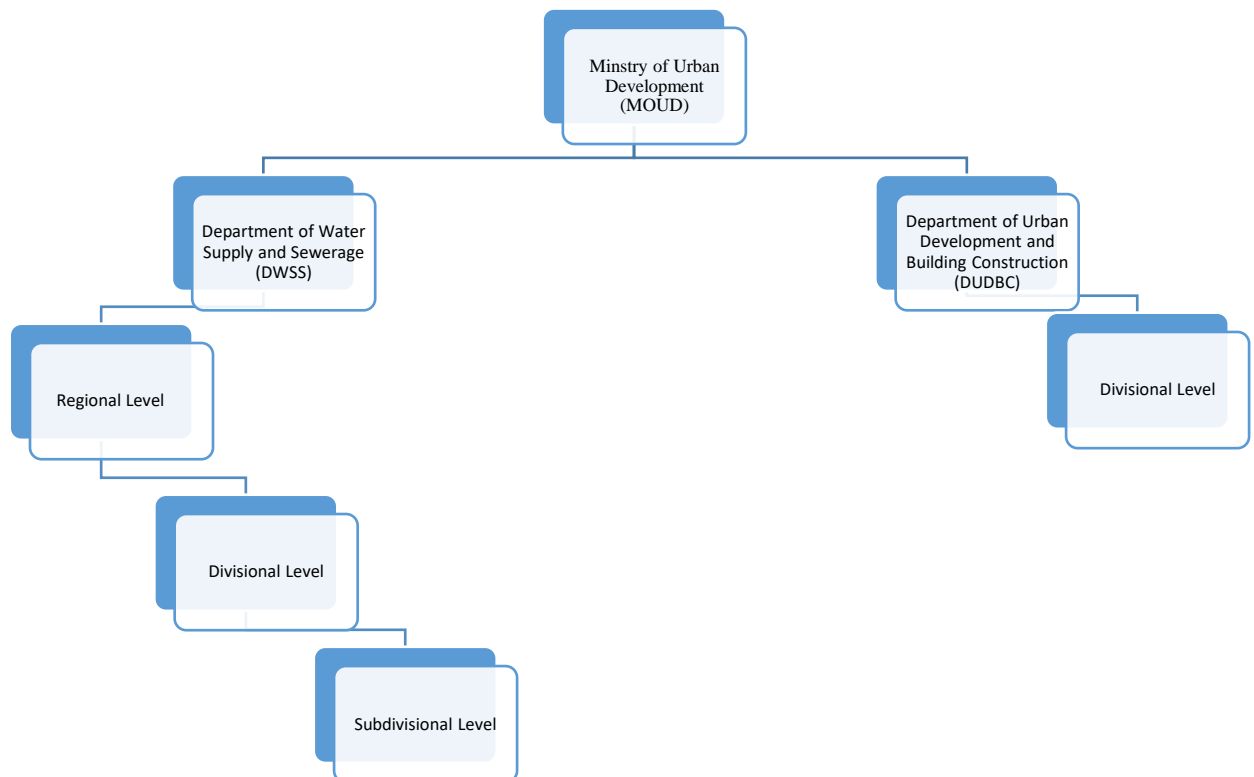 Minstry of Urban
Development
(MOUD)
Department of Water
Supply and Sewerage
(DWSS)
Department of Urban
Development and
Building Construction
(DUDBC)
Regional Level
Divisional Level
Divisional Level
Subdivisional Level